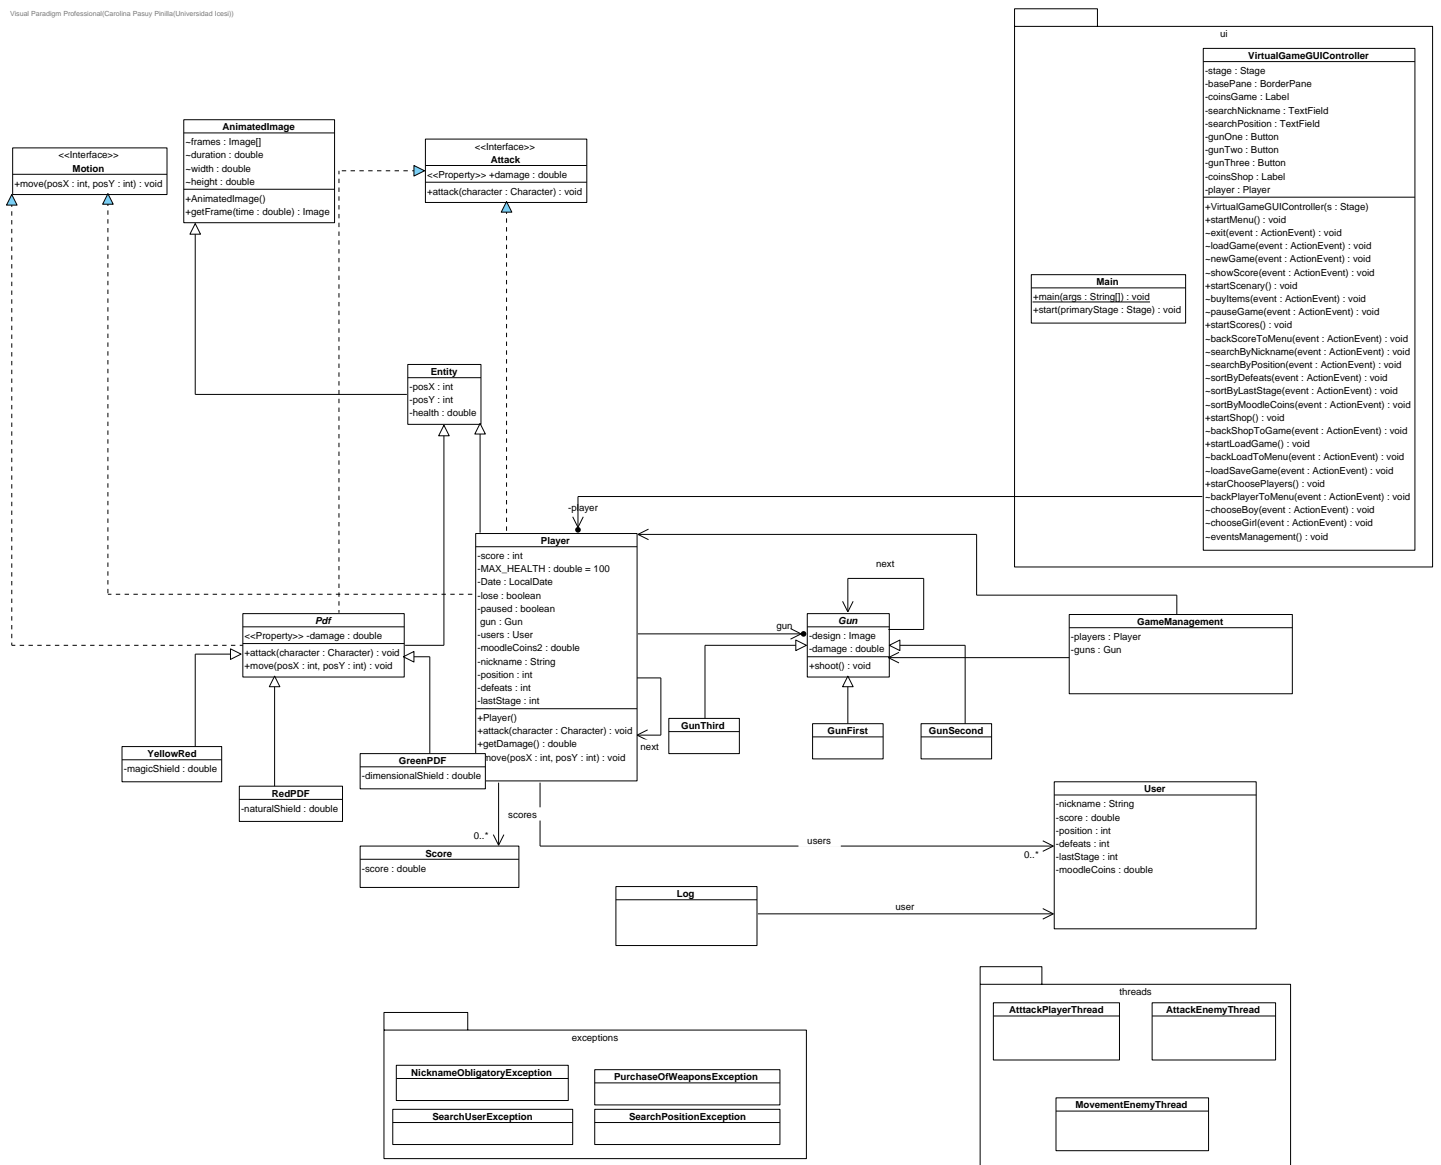 Visual Paradigm Professional(Carolina Pasuy Pinilla(Universidad Icesi))
ui
VirtualGameGUIController
-stage : Stage
-basePane : BorderPane
-coinsGame : Label
-searchNickname : TextField
-searchPosition : TextField
-gunOne : Button
-gunTwo : Button
-gunThree : Button
-coinsShop : Label
-player : Player
+VirtualGameGUIController(s : Stage)
+startMenu() : void
~exit(event : ActionEvent) : void
~loadGame(event : ActionEvent) : void
~newGame(event : ActionEvent) : void
~showScore(event : ActionEvent) : void
+startScenary() : void
~buyItems(event : ActionEvent) : void
~pauseGame(event : ActionEvent) : void
+startScores() : void
~backScoreToMenu(event : ActionEvent) : void
~searchByNickname(event : ActionEvent) : void
~searchByPosition(event : ActionEvent) : void
~sortByDefeats(event : ActionEvent) : void
~sortByLastStage(event : ActionEvent) : void
~sortByMoodleCoins(event : ActionEvent) : void
+startShop() : void
~backShopToGame(event : ActionEvent) : void
+startLoadGame() : void
~backLoadToMenu(event : ActionEvent) : void
~loadSaveGame(event : ActionEvent) : void
+starChoosePlayers() : void
~backPlayerToMenu(event : ActionEvent) : void
~chooseBoy(event : ActionEvent) : void
~chooseGirl(event : ActionEvent) : void
~eventsManagement() : void
Main
+main(args : String[]) : void
+start(primaryStage : Stage) : void
<<Interface>>
Motion
+move(posX : int, posY : int) : void
AnimatedImage
~frames : Image[]
~duration : double
~width : double
~height : double
+AnimatedImage()
+getFrame(time : double) : Image
<<Interface>>
Attack
<<Property>> +damage : double
+attack(character : Character) : void
Entity
-posX : int
-posY : int
-health : double
-player
Player
-score : int
-MAX_HEALTH : double = 100
-Date : LocalDate
-lose : boolean
-paused : boolean
gun : Gun
-users : User
-moodleCoins2 : double
-nickname : String
-position : int
-defeats : int
-lastStage : int
+Player()
+attack(character : Character) : void
+getDamage() : double
move(posX : int, posY : int) : void
next
Pdf
<<Property>> -damage : double
+attack(character : Character) : void
+move(posX : int, posY : int) : void
YellowRed
-magicShield : double
RedPDF
-naturalShield : double
GreenPDF
-dimensionalShield : double
next
gun
Gun
-design : Image
-damage : double
+shoot() : void
GunThird
GunFirst
GunSecond
GameManagement
-players : Player
-guns : Gun
scores
0..*
Score
-score : double
users
0..*
User
-nickname : String
-score : double
-position : int
-defeats : int
-lastStage : int
-moodleCoins : double
Log
user
exceptions
NicknameObligatoryException
PurchaseOfWeaponsException
SearchUserException
SearchPositionException
threads
AtttackPlayerThread
AttackEnemyThread
MovementEnemyThread